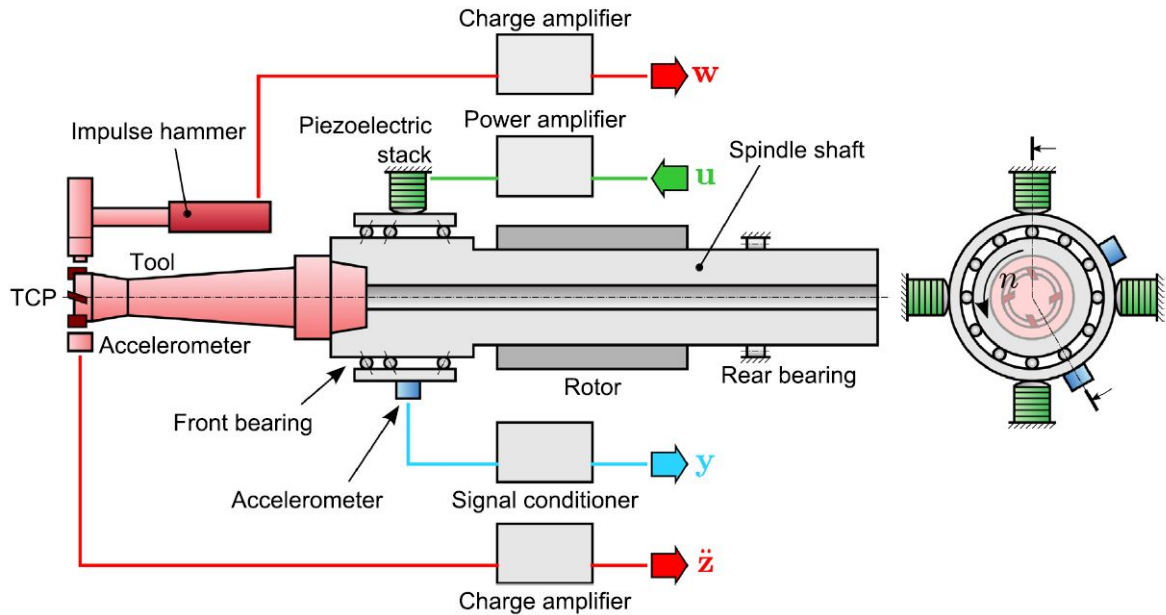 Charge amplifier
w
Impulse hammer
Piezoelectric
stack
Power amplifier
u
Spindle shaft
Tool
TCP
n
Accelerometer
Rotor
Rear bearing
Front bearing
Accelerometer
Signal conditioner
y
z̈
Charge amplifier